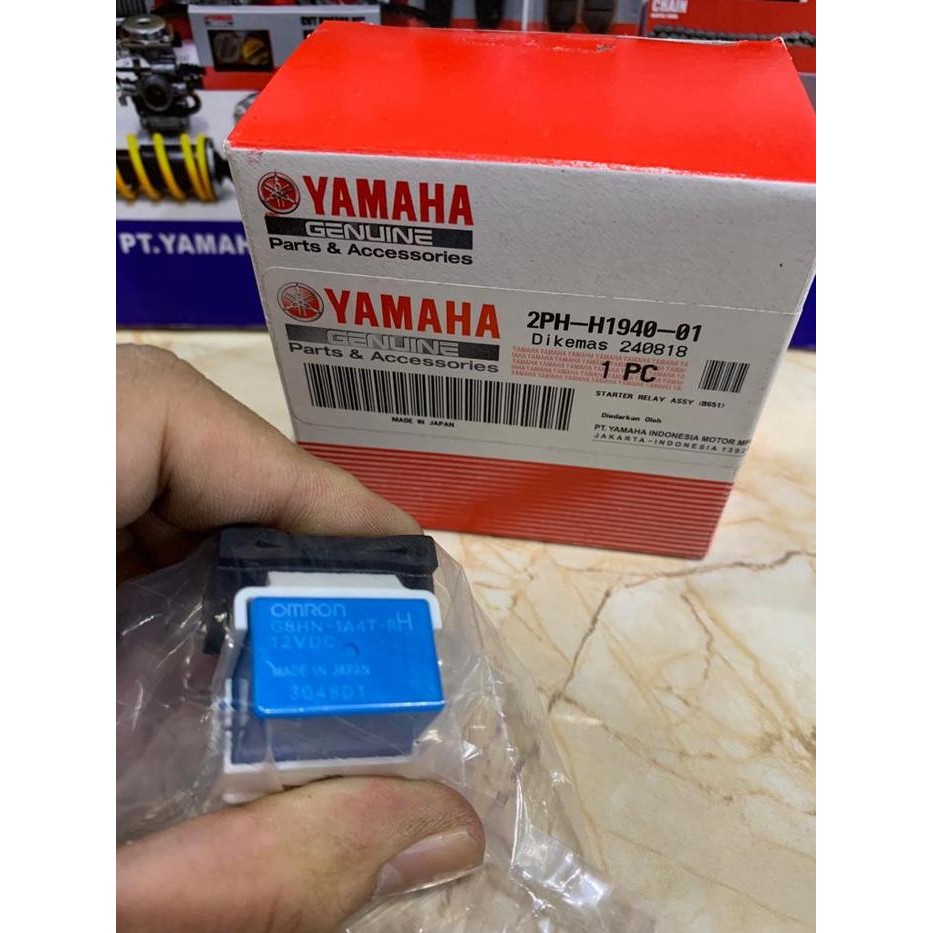 CHAIN
PT.YAMAH
YAMAHA
GENUINE
Parts & Accessories
YAMAHA
GENUINE
Parts & Accessories
2PH-H1940-01
Dikemas 240818
1 PC
STARTER RELAY ASSY (B651)
MADE IN JAPAN
Diedarkan Oleh
PT. YAMAHA INDONESIA MOTOR
JAKARTA-INDONESIA
OMRON
G8HN-1A4T-RH
12VDC
MADE IN JAPAN
3048D1